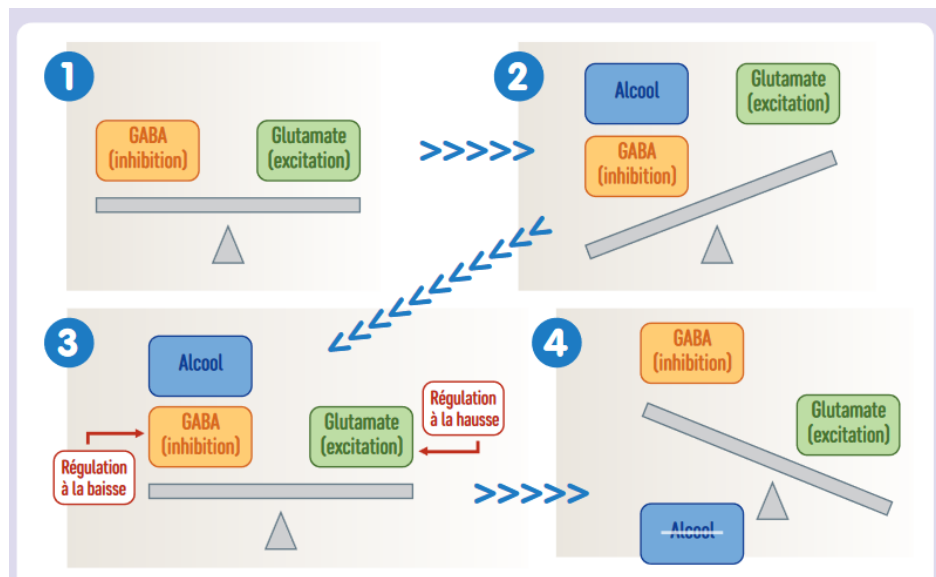 1
GABA
(inhibition)
Glutamate
(excitation)
>>>>>
2
Alcool
GABA
(inhibition)
Glutamate
(excitation)
3
Alcool
GABA
(inhibition)
Régulation
à la baisse
Glutamate
(excitation)
Régulation
à la hausse
>>>>>
4
GABA
(inhibition)
Glutamate
(excitation)
Alcool